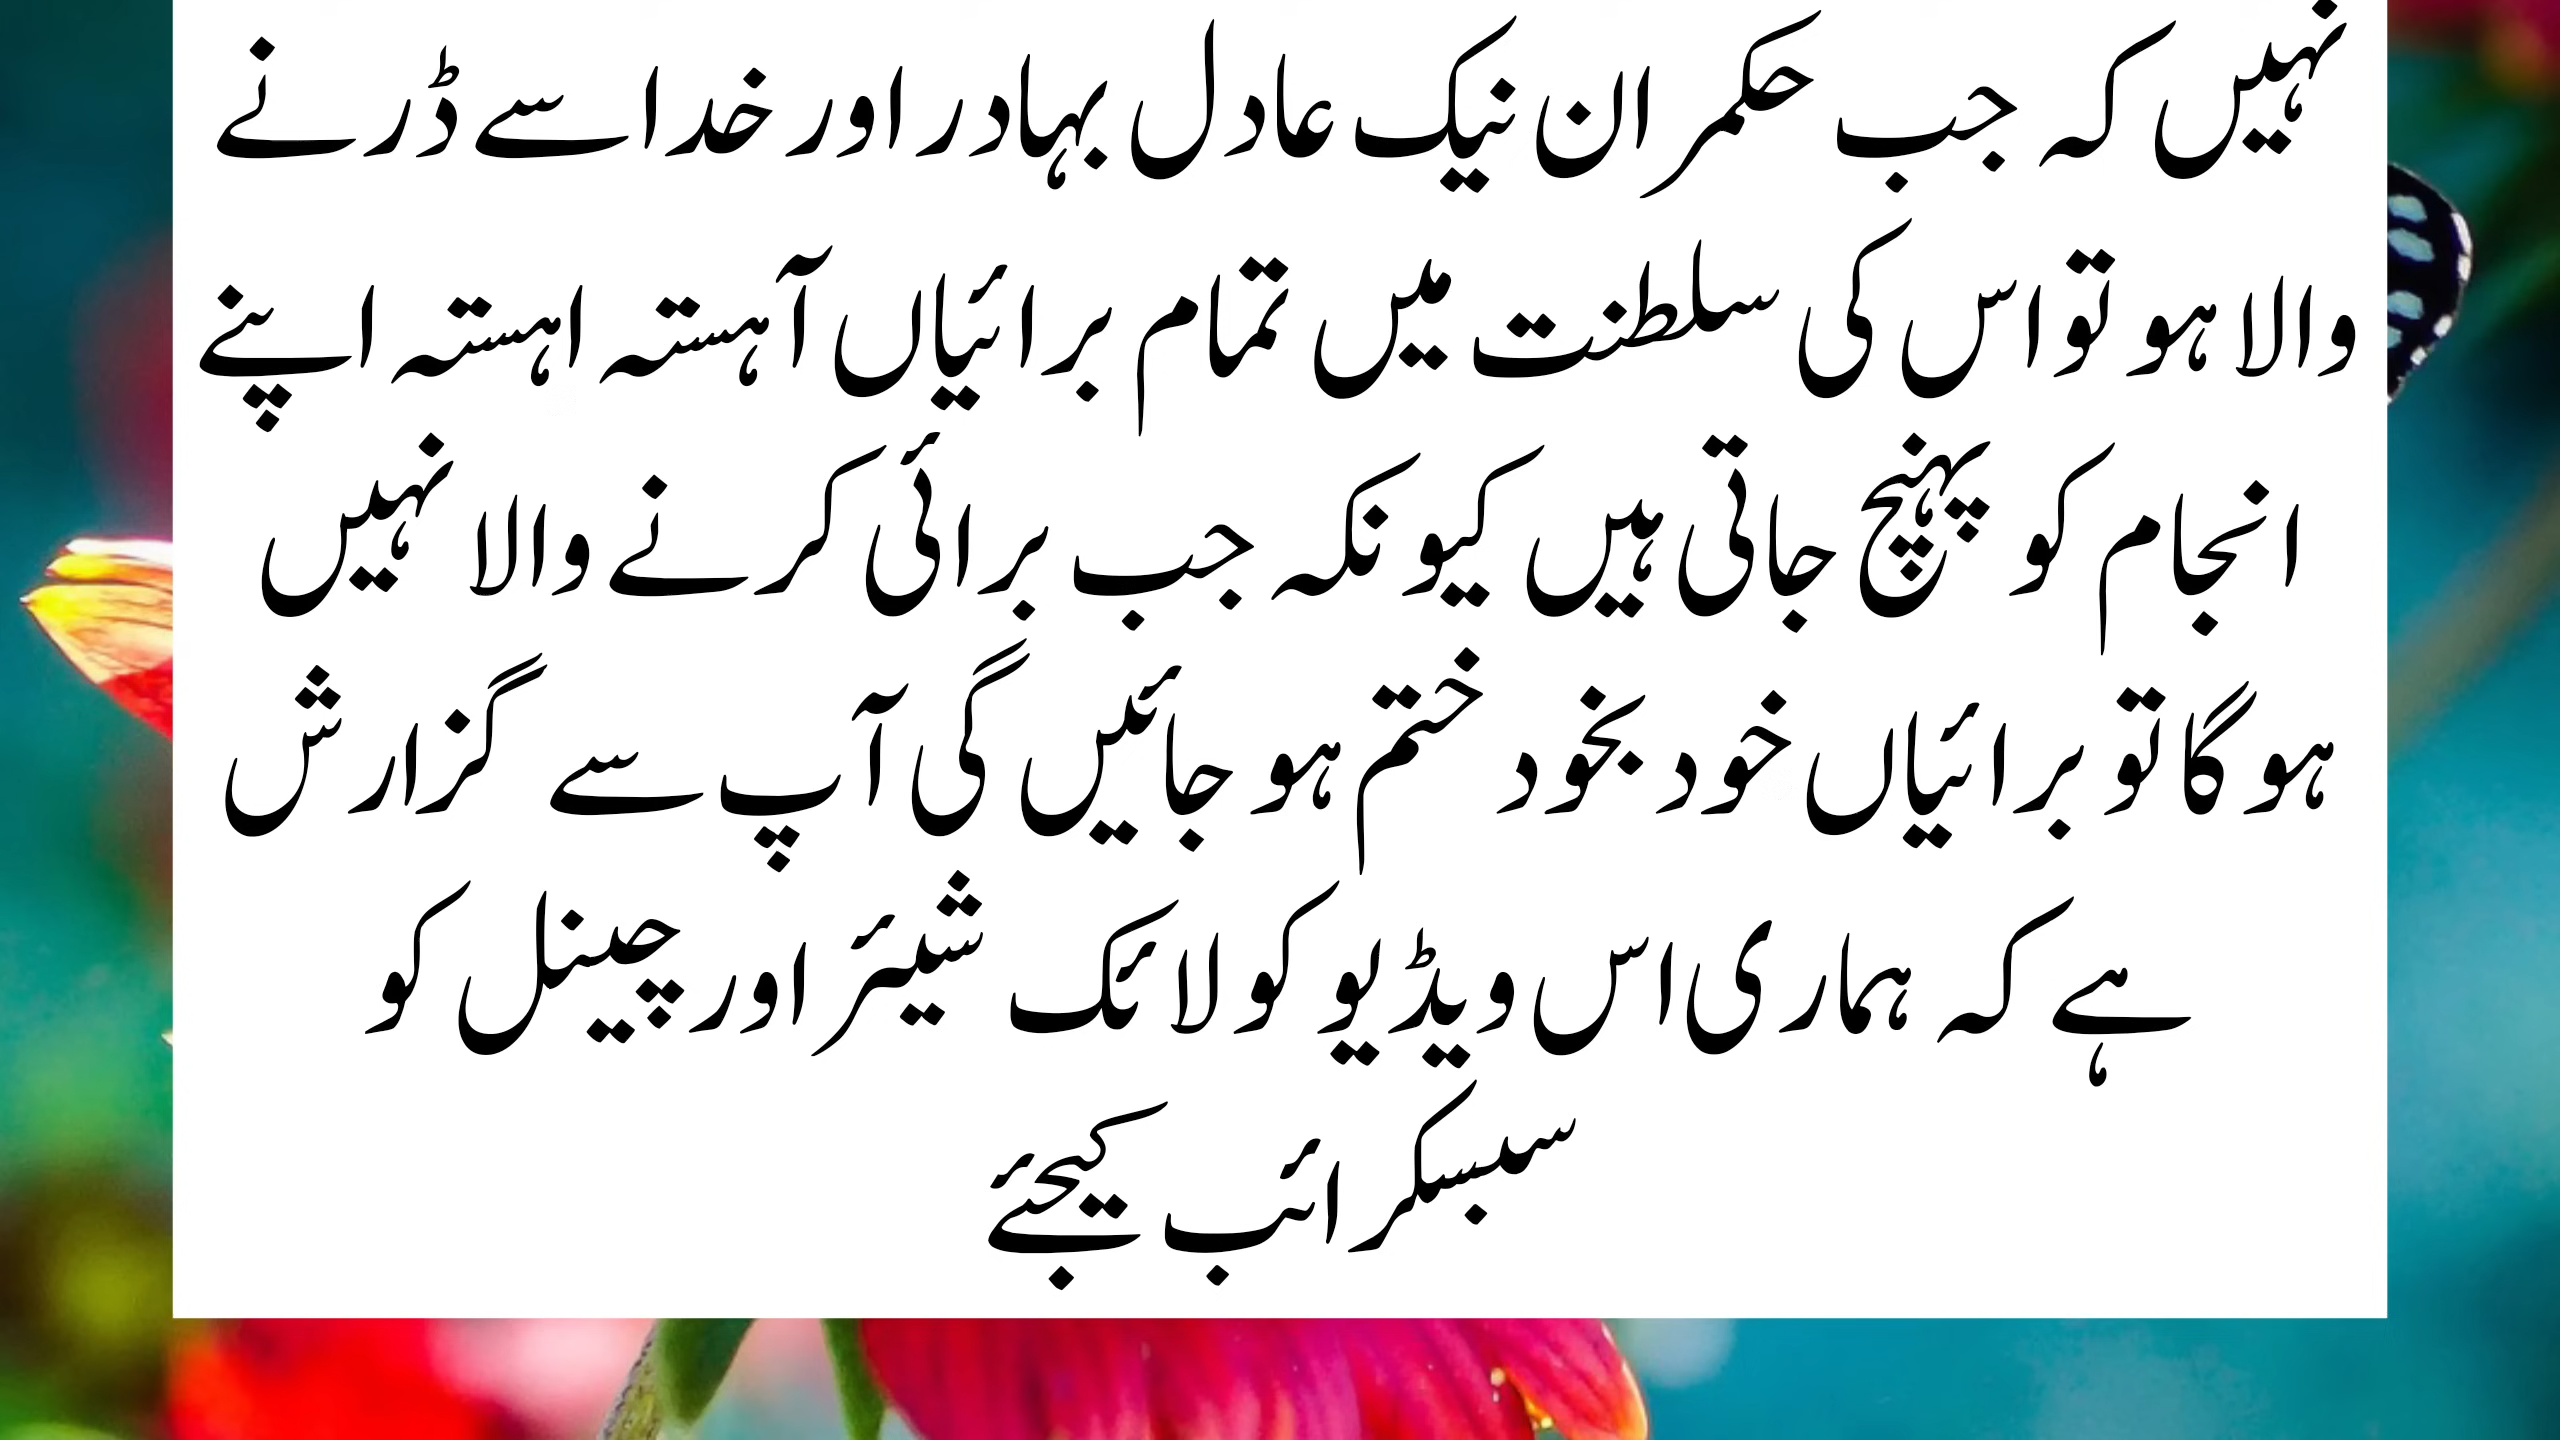 نہیں کہ جب حکمران نیک عادل بہادر اور خدا سے ڈرنے
والا ہو تو اس کی سلطنت میں تمام برائیاں آہستہ اہستہ اپنے
انجام کو پہنچ جاتی ہیں کیونکہ جب برائی کرنے والا نہیں
ہو گا تو برائیاں خود بخود ختم ہو جائیں گی آپ سے گزارش
ہے کہ ہماری اس ویڈیو کو لائک شیئر اور چینل کو
سبسکرائب کیجئے